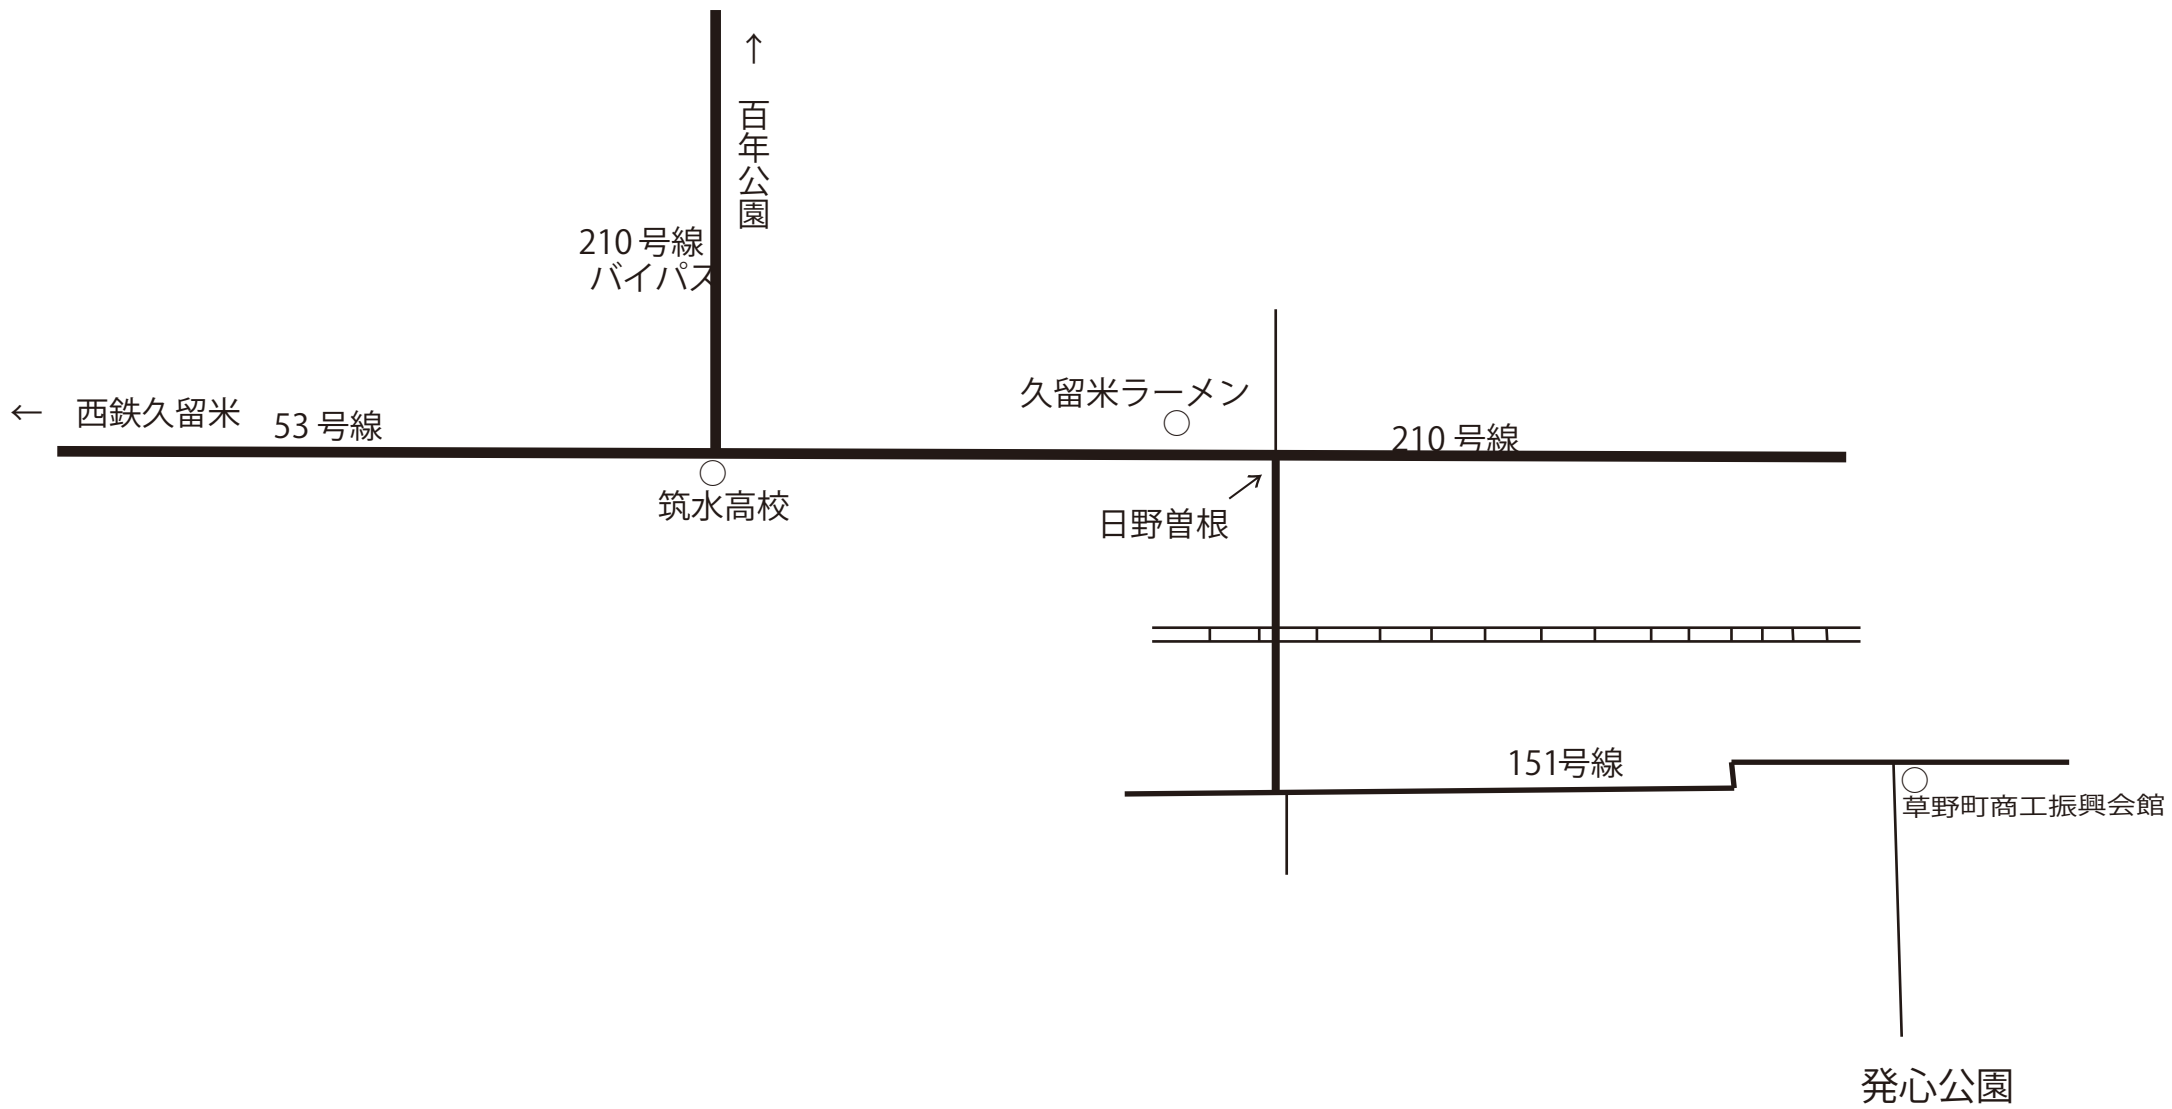 ↑ 百年公園
210号線
バイパス
久留米ラーメン
○
← 西鉄久留米
53号線
210号線
○
筑水高校
日野曽根
151号線
○
草野町商工振興会館
発心公園